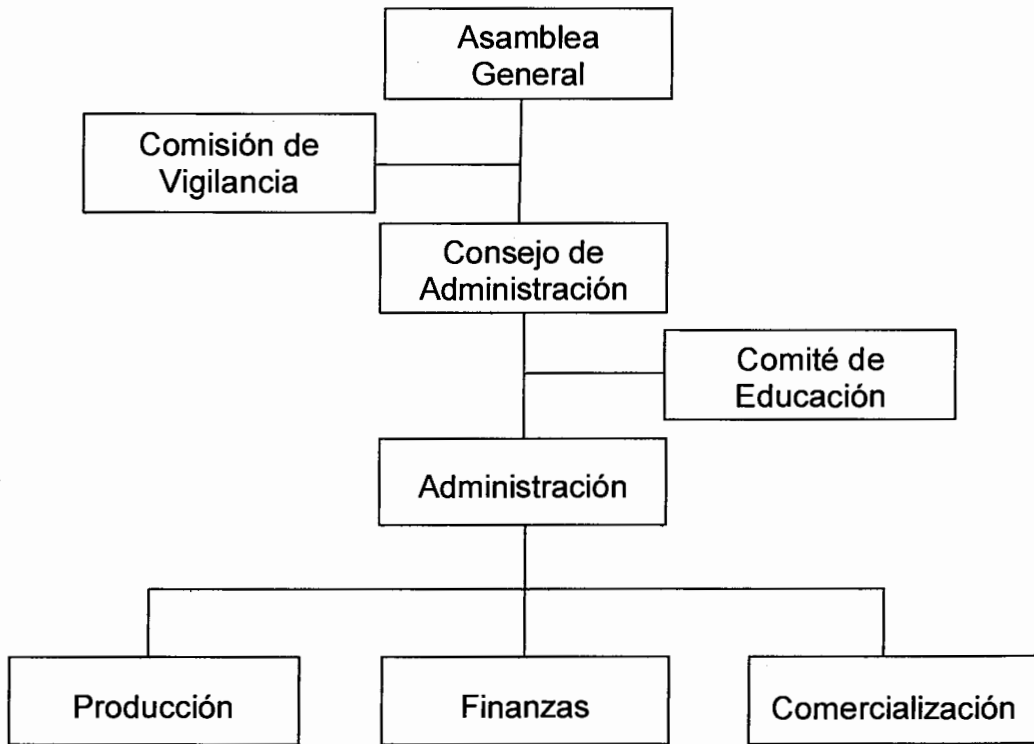 Asamblea
General
Comisión de
Vigilancia
Consejo de
Administración
Comité de
Educación
Administración
Producción
Finanzas
Comercialización